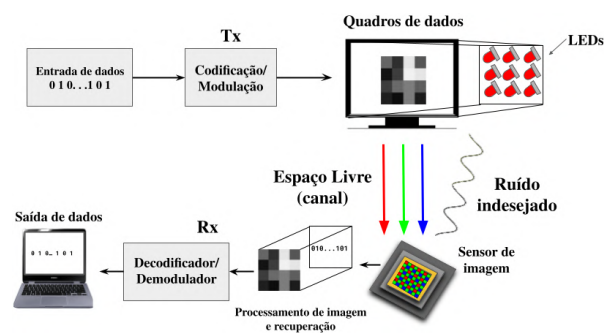 Tx
Quadros de dados
LEDs
Entrada de dados
0 1 0. . .1 0 1
Codificação/
Modulação
Espaço Livre
(canal)
Ruído
indesejado
Saída de dados
Rx
0 1 0... 1 0 1
Decodificador/
Demodulador
010...101
Sensor de
imagem
Processamento de imagem
e recuperação